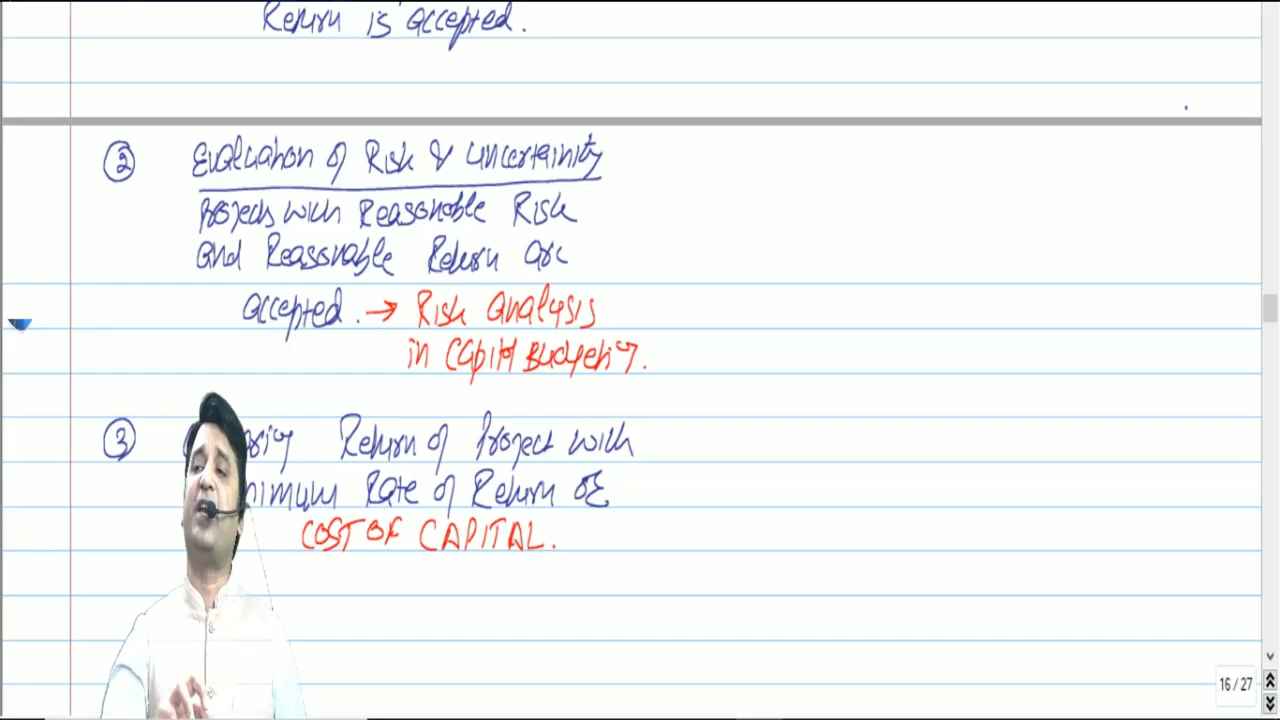 Return is accepted.
② Evaluation of Risk & Uncertainity
Projects with Reasonable Risk
and Reasonable Return are
accepted. → Risk Analysis
in Capital Budgeting.
③ Return of Project with
Rate of Return or
COST OF CAPITAL.
16 / 27